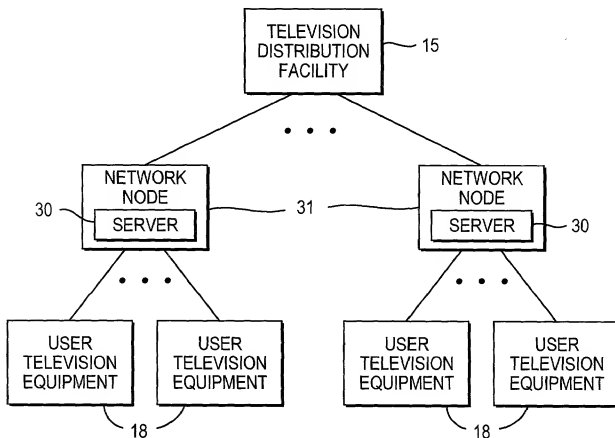 TELEVISION
DISTRIBUTION
FACILITY
15
NETWORK
NODE
SERVER
30
31
NETWORK
NODE
SERVER
30
USER
TELEVISION
EQUIPMENT
USER
TELEVISION
EQUIPMENT
18
USER
TELEVISION
EQUIPMENT
USER
TELEVISION
EQUIPMENT
18